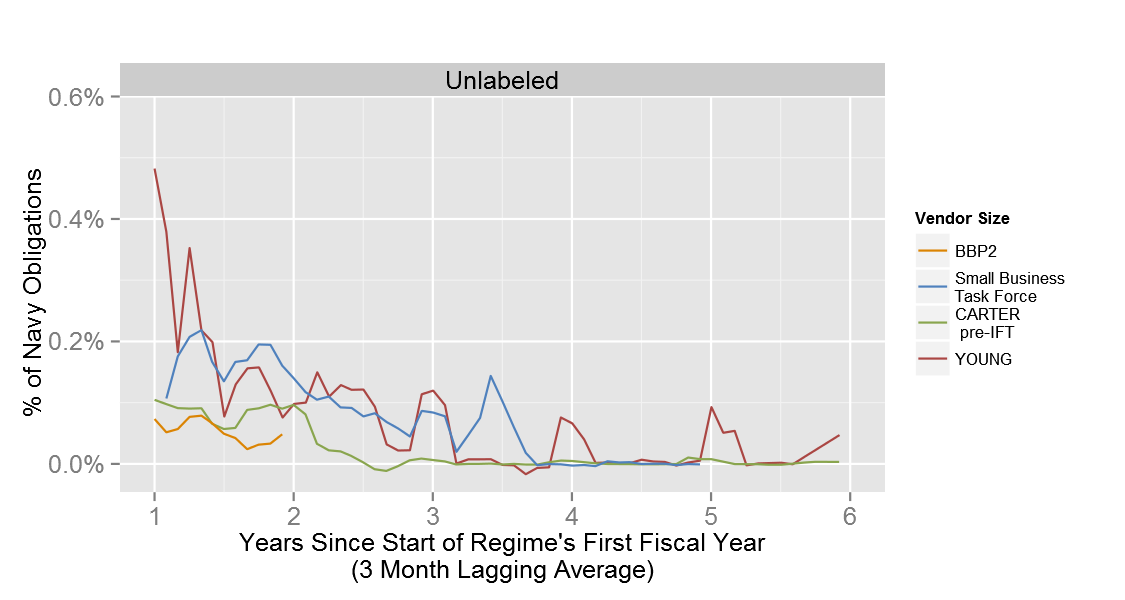 Unlabeled
0.6%
0.4%
0.2%
0.0%
% of Navy Obligations
1 2 3 4 5 6
Years Since Start of Regime's First Fiscal Year
(3 Month Lagging Average)
Vendor Size
BBP2
Small Business
Task Force
CARTER
pre-IFT
YOUNG